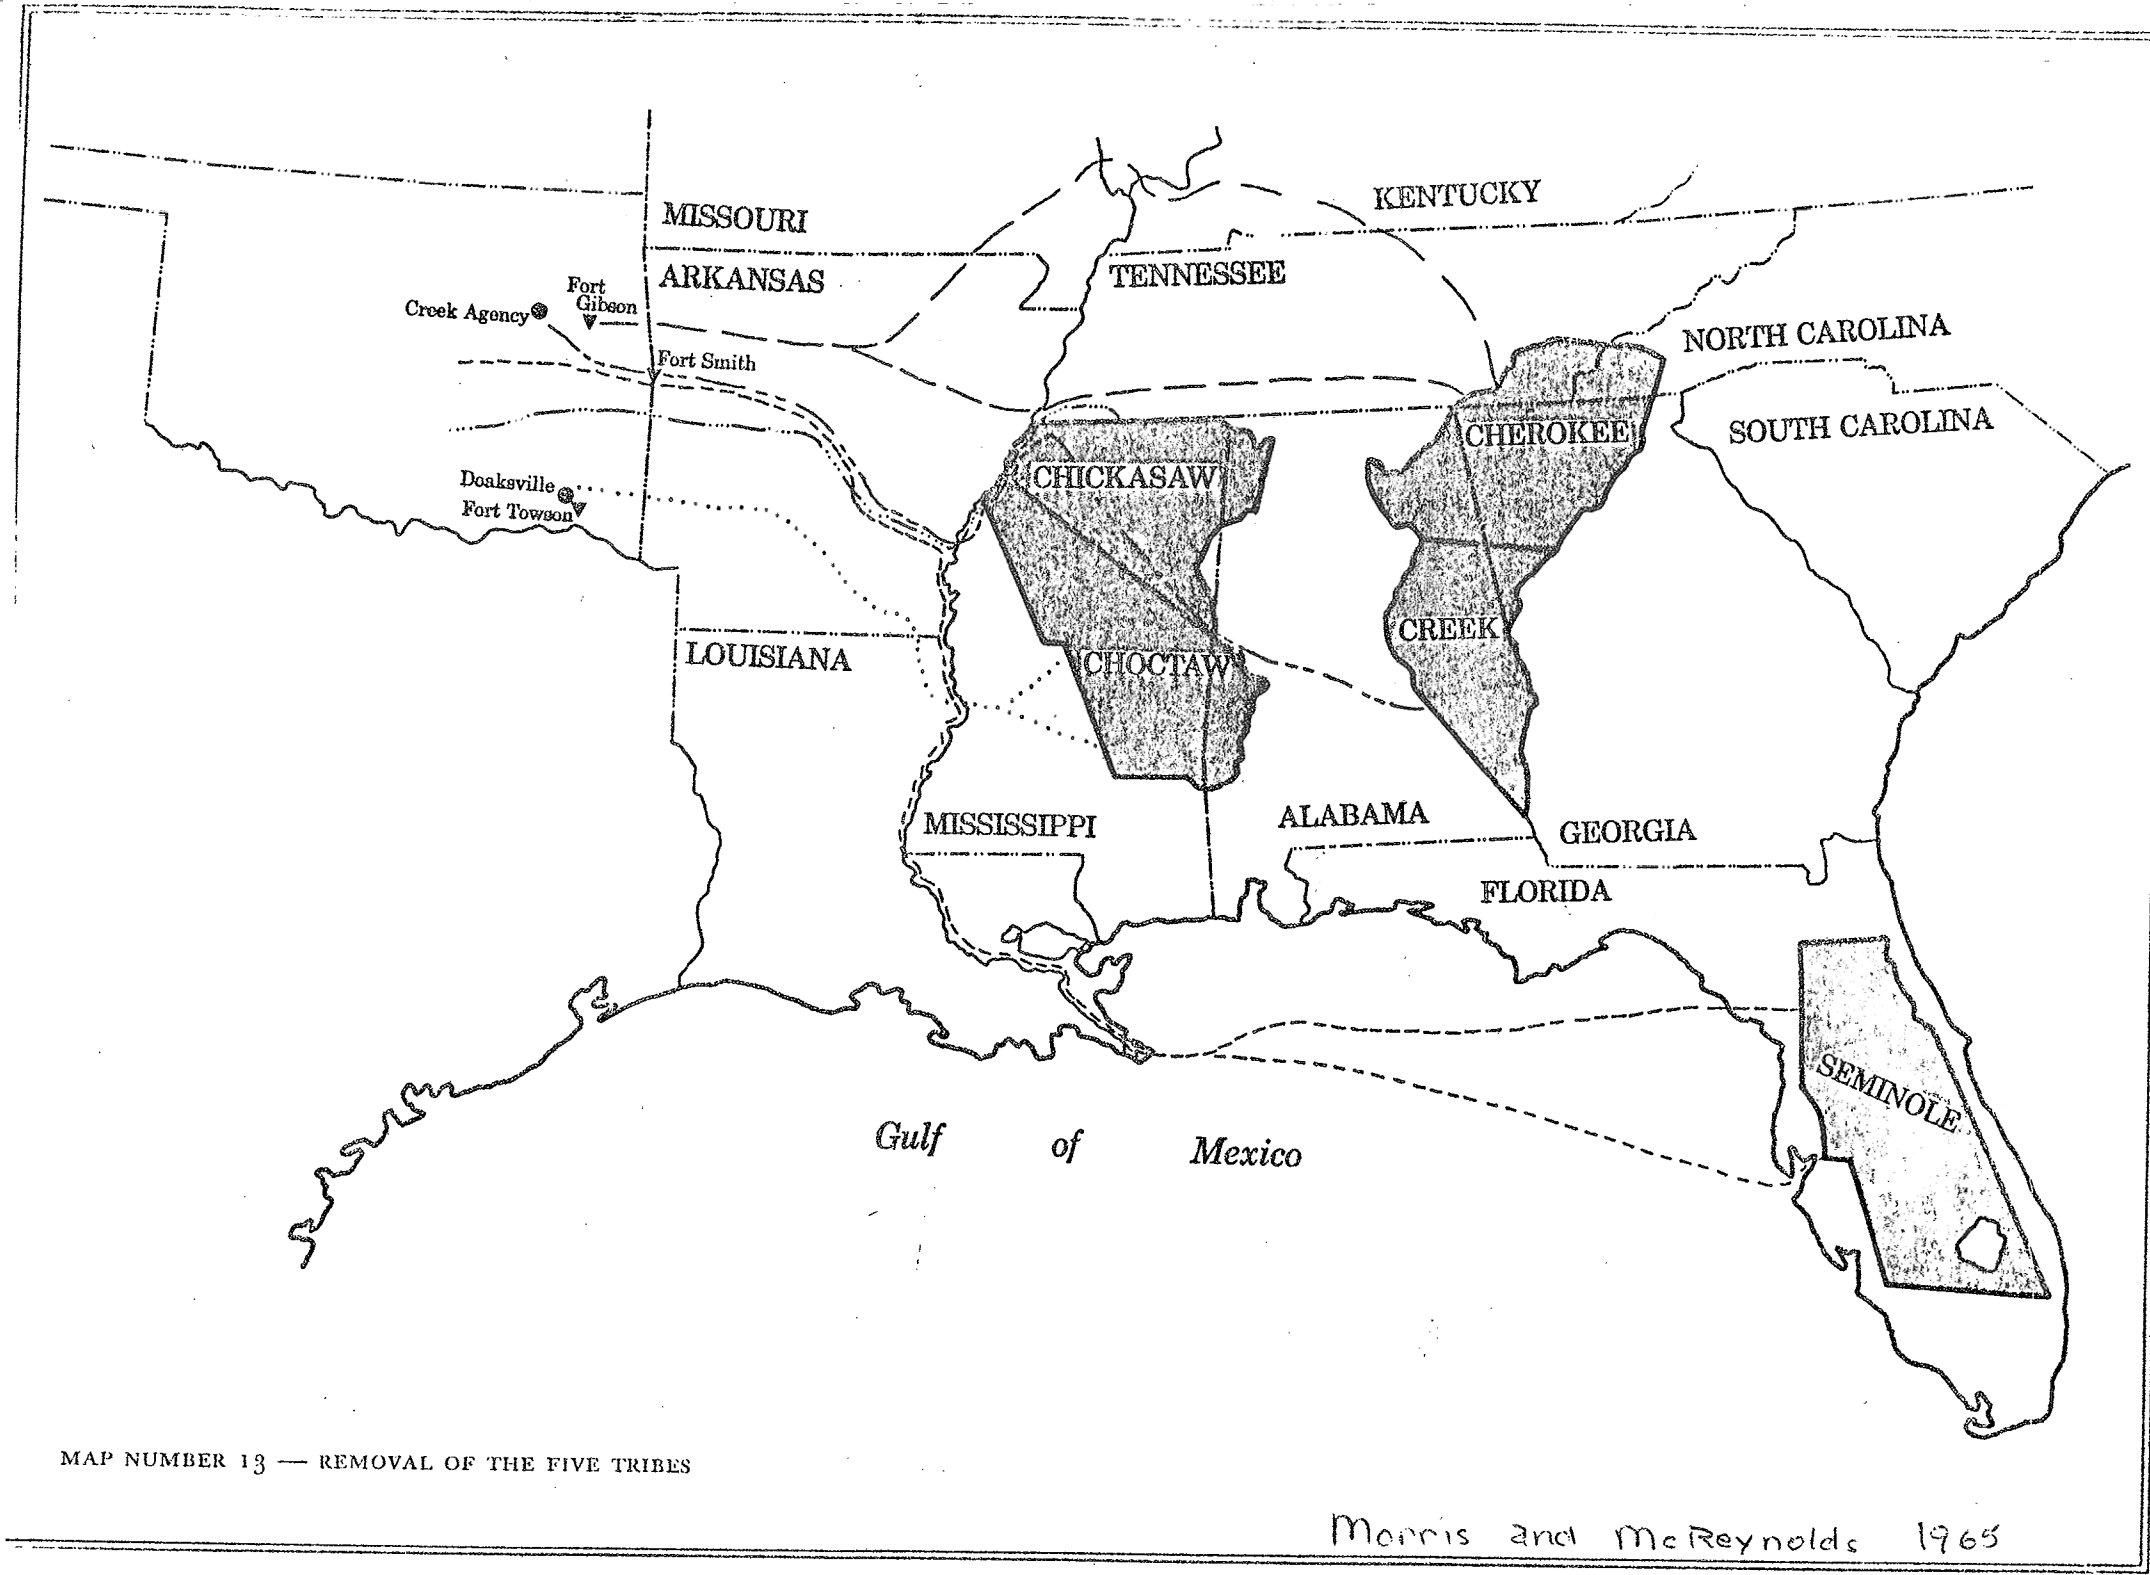 KENTUCKY
MISSOURI
ARKANSAS
TENNESSEE
Fort
Gibson
Creek Agency
NORTH CAROLINA
Fort Smith
SOUTH CAROLINA
CHEROKEE
CHICKASAW
Doaksville
Fort Towson
CREEK
LOUISIANA
CHOCTAW
MISSISSIPPI
ALABAMA
GEORGIA
FLORIDA
SEMINOLE
Gulf of Mexico
MAP NUMBER 13 — REMOVAL OF THE FIVE TRIBES
Morris and McReynolds 1965